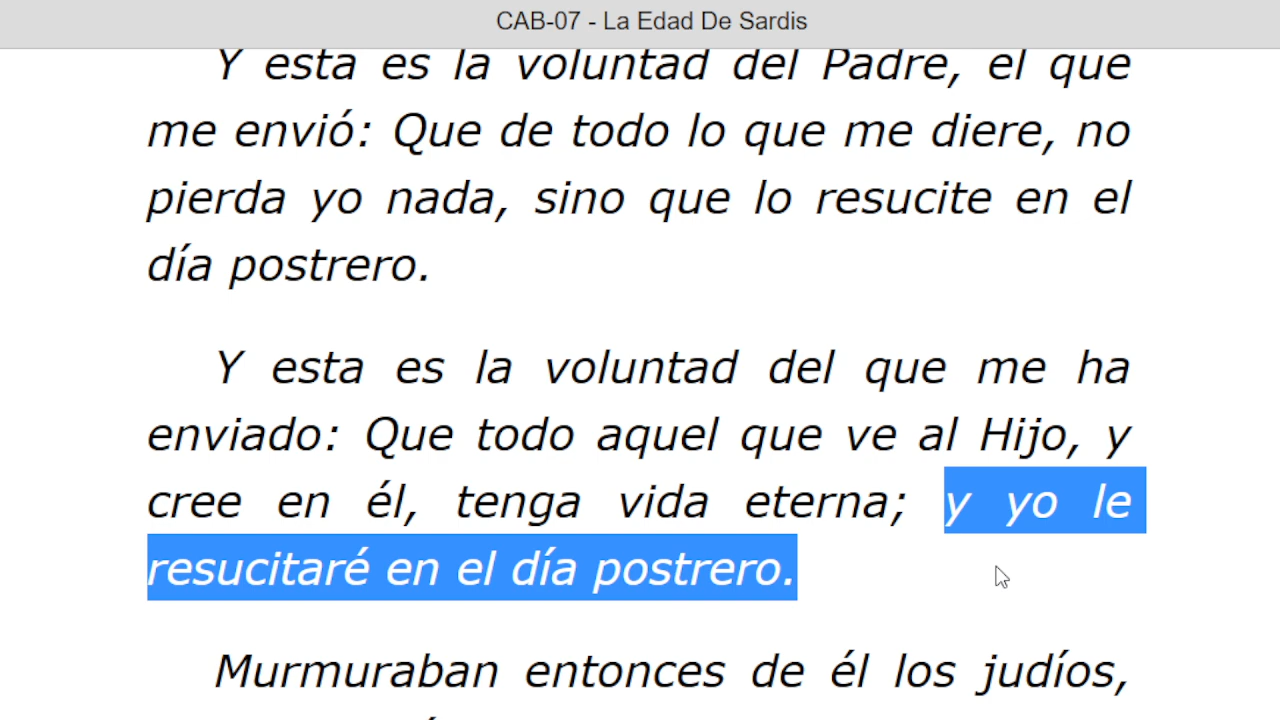 CAB-07 - La Edad De Sardis
Y esta es la voluntad del Padre, el que
me envió: Que de todo lo que me diere, no
pierda yo nada, sino que lo resucite en el
día postrero.
Y esta es la voluntad del que me ha
enviado: Que todo aquel que ve al Hijo, y
cree en él, tenga vida eterna; y yo le
resucitaré en el día postrero.
Murmuraban entonces de él los judíos,